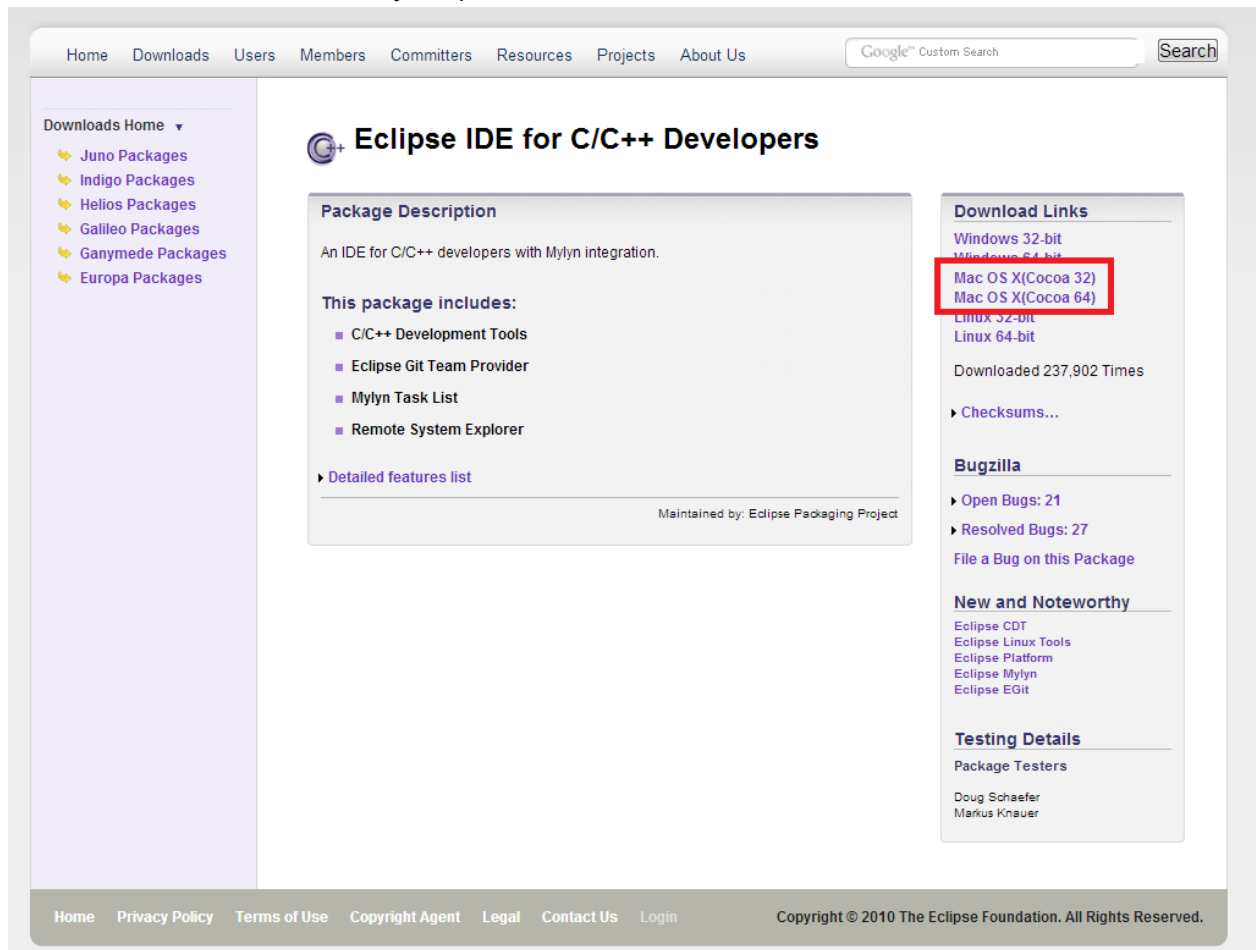 Home Downloads Users Members Committers Resources Projects About Us Google™ Custom Search Search
Downloads Home
Juno Packages
Indigo Packages
Helios Packages
Galileo Packages
Ganymede Packages
Europa Packages
Eclipse IDE for C/C++ Developers
Package Description
An IDE for C/C++ developers with Mylyn integration.
This package includes:
C/C++ Development Tools
Eclipse Git Team Provider
Mylyn Task List
Remote System Explorer
Detailed features list
Maintained by: Eclipse Packaging Project
Download Links
Windows 32-bit
Windows 64-bit
Mac OS X(Cocoa 32)
Mac OS X(Cocoa 64)
Linux 32-bit
Linux 64-bit
Downloaded 237,902 Times
Checksums...
Bugzilla
Open Bugs: 21
Resolved Bugs: 27
File a Bug on this Package
New and Noteworthy
Eclipse CDT
Eclipse Linux Tools
Eclipse Platform
Eclipse Mylyn
Eclipse EGit
Testing Details
Package Testers
Doug Schaefer
Markus Knauer
Home Privacy Policy Terms of Use Copyright Agent Legal Contact Us Login Copyright © 2010 The Eclipse Foundation. All Rights Reserved.